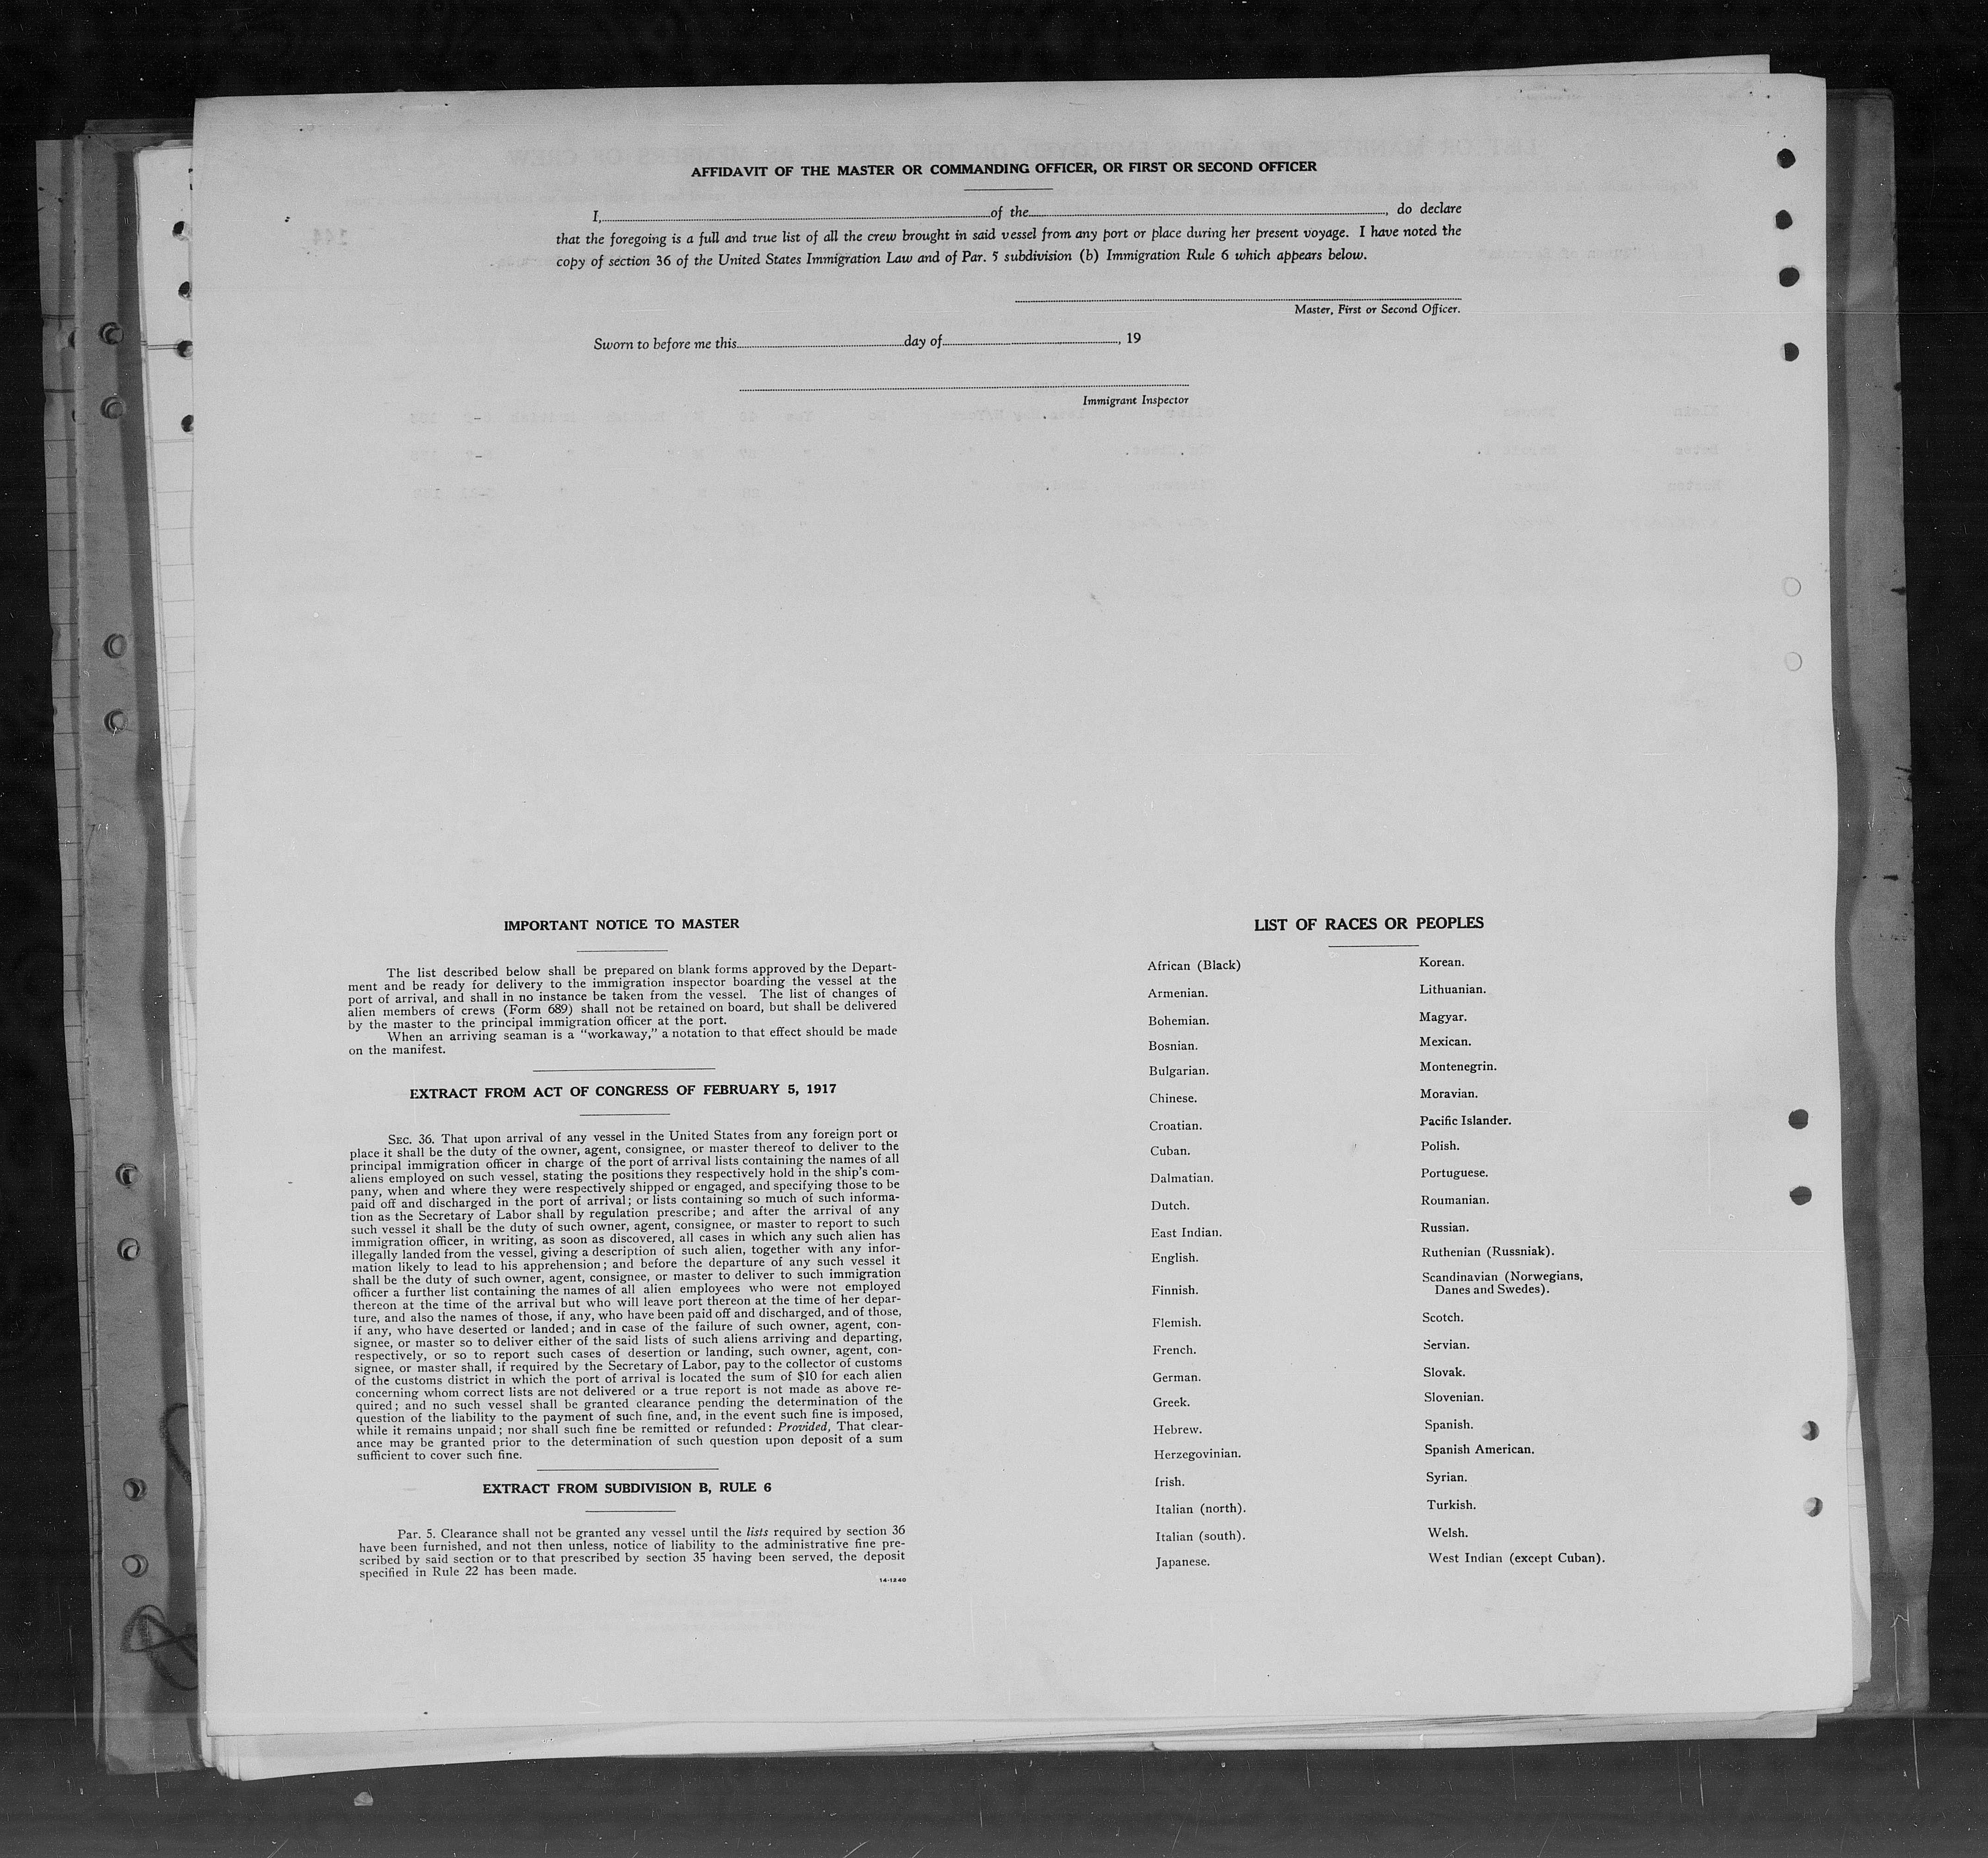 AFFIDAVIT OF THE MASTER OR COMMANDING OFFICER, OR FIRST OR SECOND OFFICER
I, of the , do declare
that the foregoing is a full and true list of all the crew brought in said vessel from any port or place during her present voyage. I have noted the
copy of section 36 of the United States Immigration Law and of Par. 5 subdivision (b) Immigration Rule 6 which appears below.
Master, First or Second Officer.
Sworn to before me this day of , 19
Immigrant Inspector
IMPORTANT NOTICE TO MASTER
The list described below shall be prepared on blank forms approved by the Depart-
ment and be ready for delivery to the immigration inspector boarding the vessel at the
port of arrival, and shall in no instance be taken from the vessel. The list of changes of
alien members of crews (Form 689) shall not be retained on board, but shall be delivered
by the master to the principal immigration officer at the port.
When an arriving seaman is a "workaway," a notation to that effect should be made
on the manifest.
EXTRACT FROM ACT OF CONGRESS OF FEBRUARY 5, 1917
SEC. 36. That upon arrival of any vessel in the United States from any foreign port or
place it shall be the duty of the owner, agent, consignee, or master thereof to deliver to the
principal immigration officer in charge of the port of arrival lists containing the names of all
aliens employed on such vessel, stating the positions they respectively hold in the ship's com-
pany, when and where they were respectively shipped or engaged, and specifying those to be
paid off and discharged in the port of arrival; or lists containing so much of such informa-
tion as the Secretary of Labor shall by regulation prescribe; and after the arrival of any
such vessel it shall be the duty of such owner, agent, consignee, or master to report to such
immigration officer, in writing, as soon as discovered, all cases in which any such alien has
illegally landed from the vessel, giving a description of such alien, together with any infor-
mation likely to lead to his apprehension; and before the departure of any such vessel it
shall be the duty of such owner, agent, consignee, or master to deliver to such immigration
officer a further list containing the names of all alien employees who were not employed
thereon at the time of the arrival but who will leave port thereon at the time of her depar-
ture, and also the names of those, if any, who have been paid off and discharged, and of those,
if any, who have deserted or landed; and in case of the failure of such owner, agent, con-
signee, or master so to deliver either of the said lists of such aliens arriving and departing,
respectively, or so to report such cases of desertion or landing, such owner, agent, con-
signee, or master shall, if required by the Secretary of Labor, pay to the collector of customs
of the customs district in which the port of arrival is located the sum of $10 for each alien
concerning whom correct lists are not delivered or a true report is not made as above re-
quired; and no such vessel shall be granted clearance pending the determination of the
question of the liability to the payment of such fine, and, in the event such fine is imposed,
while it remains unpaid; nor shall such fine be remitted or refunded: Provided, That clear-
ance may be granted prior to the determination of such question upon deposit of a sum
sufficient to cover such fine.
EXTRACT FROM SUBDIVISION B, RULE 6
Par. 5. Clearance shall not be granted any vessel until the lists required by section 36
have been furnished, and not then unless, notice of liability to the administrative fine pre-
scribed by said section or to that prescribed by section 35 having been served, the deposit
specified in Rule 22 has been made.
14-1240
LIST OF RACES OR PEOPLES
African (Black)
Armenian.
Bohemian.
Bosnian.
Bulgarian.
Chinese.
Croatian.
Cuban.
Dalmatian.
Dutch.
East Indian.
English.
Finnish.
Flemish.
French.
German.
Greek.
Hebrew.
Herzegovinian.
Irish.
Italian (north).
Italian (south).
Japanese.
Korean.
Lithuanian.
Magyar.
Mexican.
Montenegrin.
Moravian.
Pacific Islander.
Polish.
Portuguese.
Roumanian.
Russian.
Ruthenian (Russniak).
Scandinavian (Norwegians,
Danes and Swedes).
Scotch.
Servian.
Slovak.
Slovenian.
Spanish.
Spanish American.
Syrian.
Turkish.
Welsh.
West Indian (except Cuban).